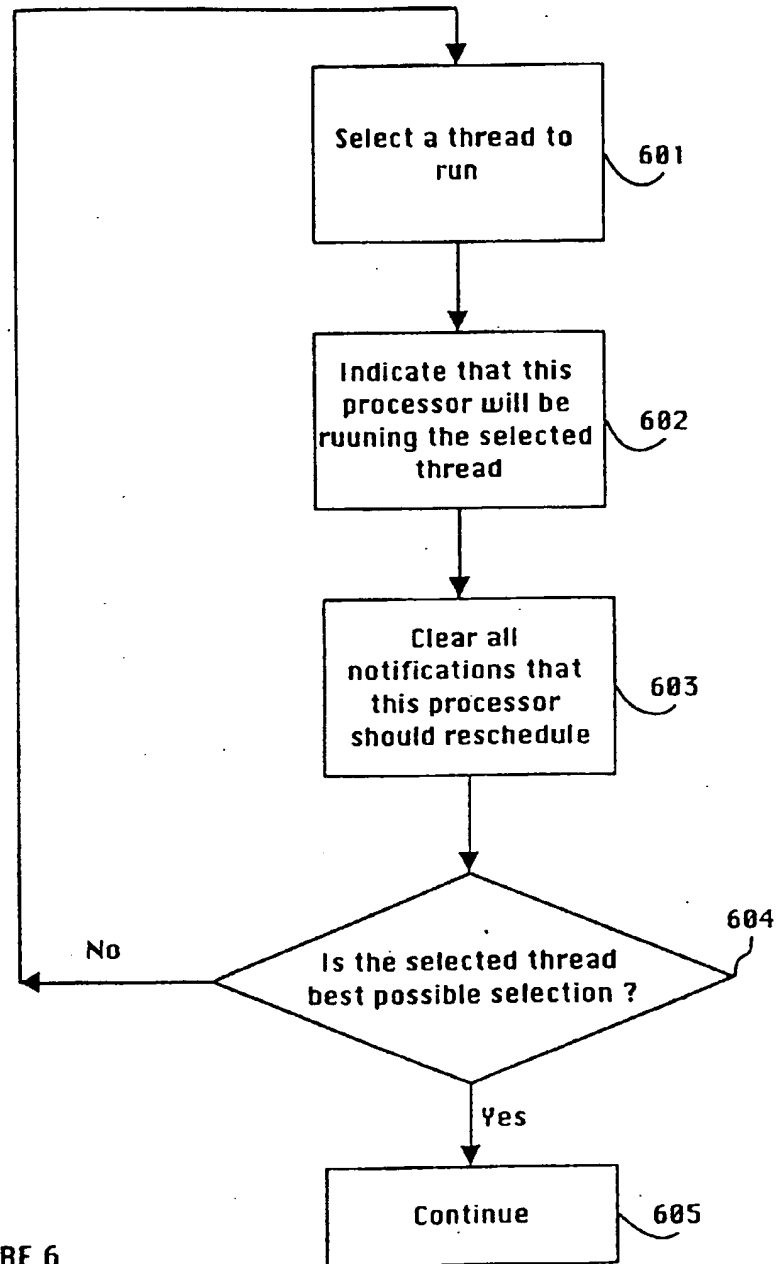 Select a thread to
run
601
Indicate that this
processor will be
ruuning the selected
thread
602
Clear all
notifications that
this processor
should reschedule
603
604
No
Is the selected thread
best possible selection ?
Yes
Continue
605
RE 6